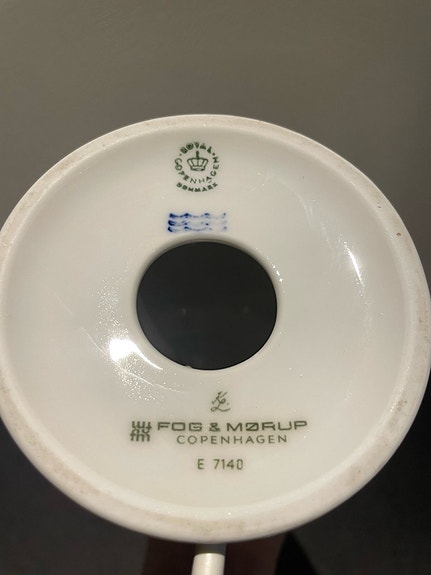 ROYAL
COPENHAGEN
DENMARK
FOG & MØRUP
COPENHAGEN
E 7140